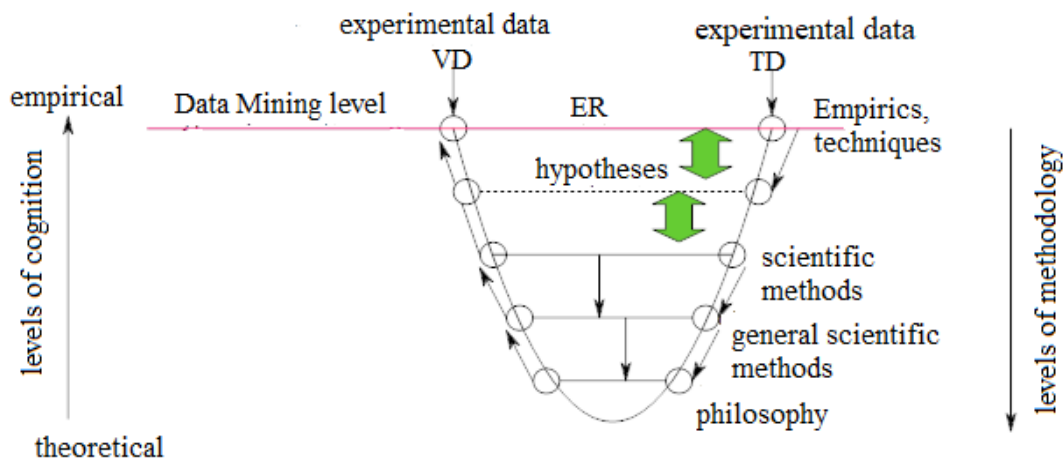 experimental data
VD
experimental data
TD
empirical
Data Mining level
ER
Empirics,
techniques
hypotheses
levels of cognition
levels of methodology
scientific
methods
general scientific
methods
philosophy
theoretical